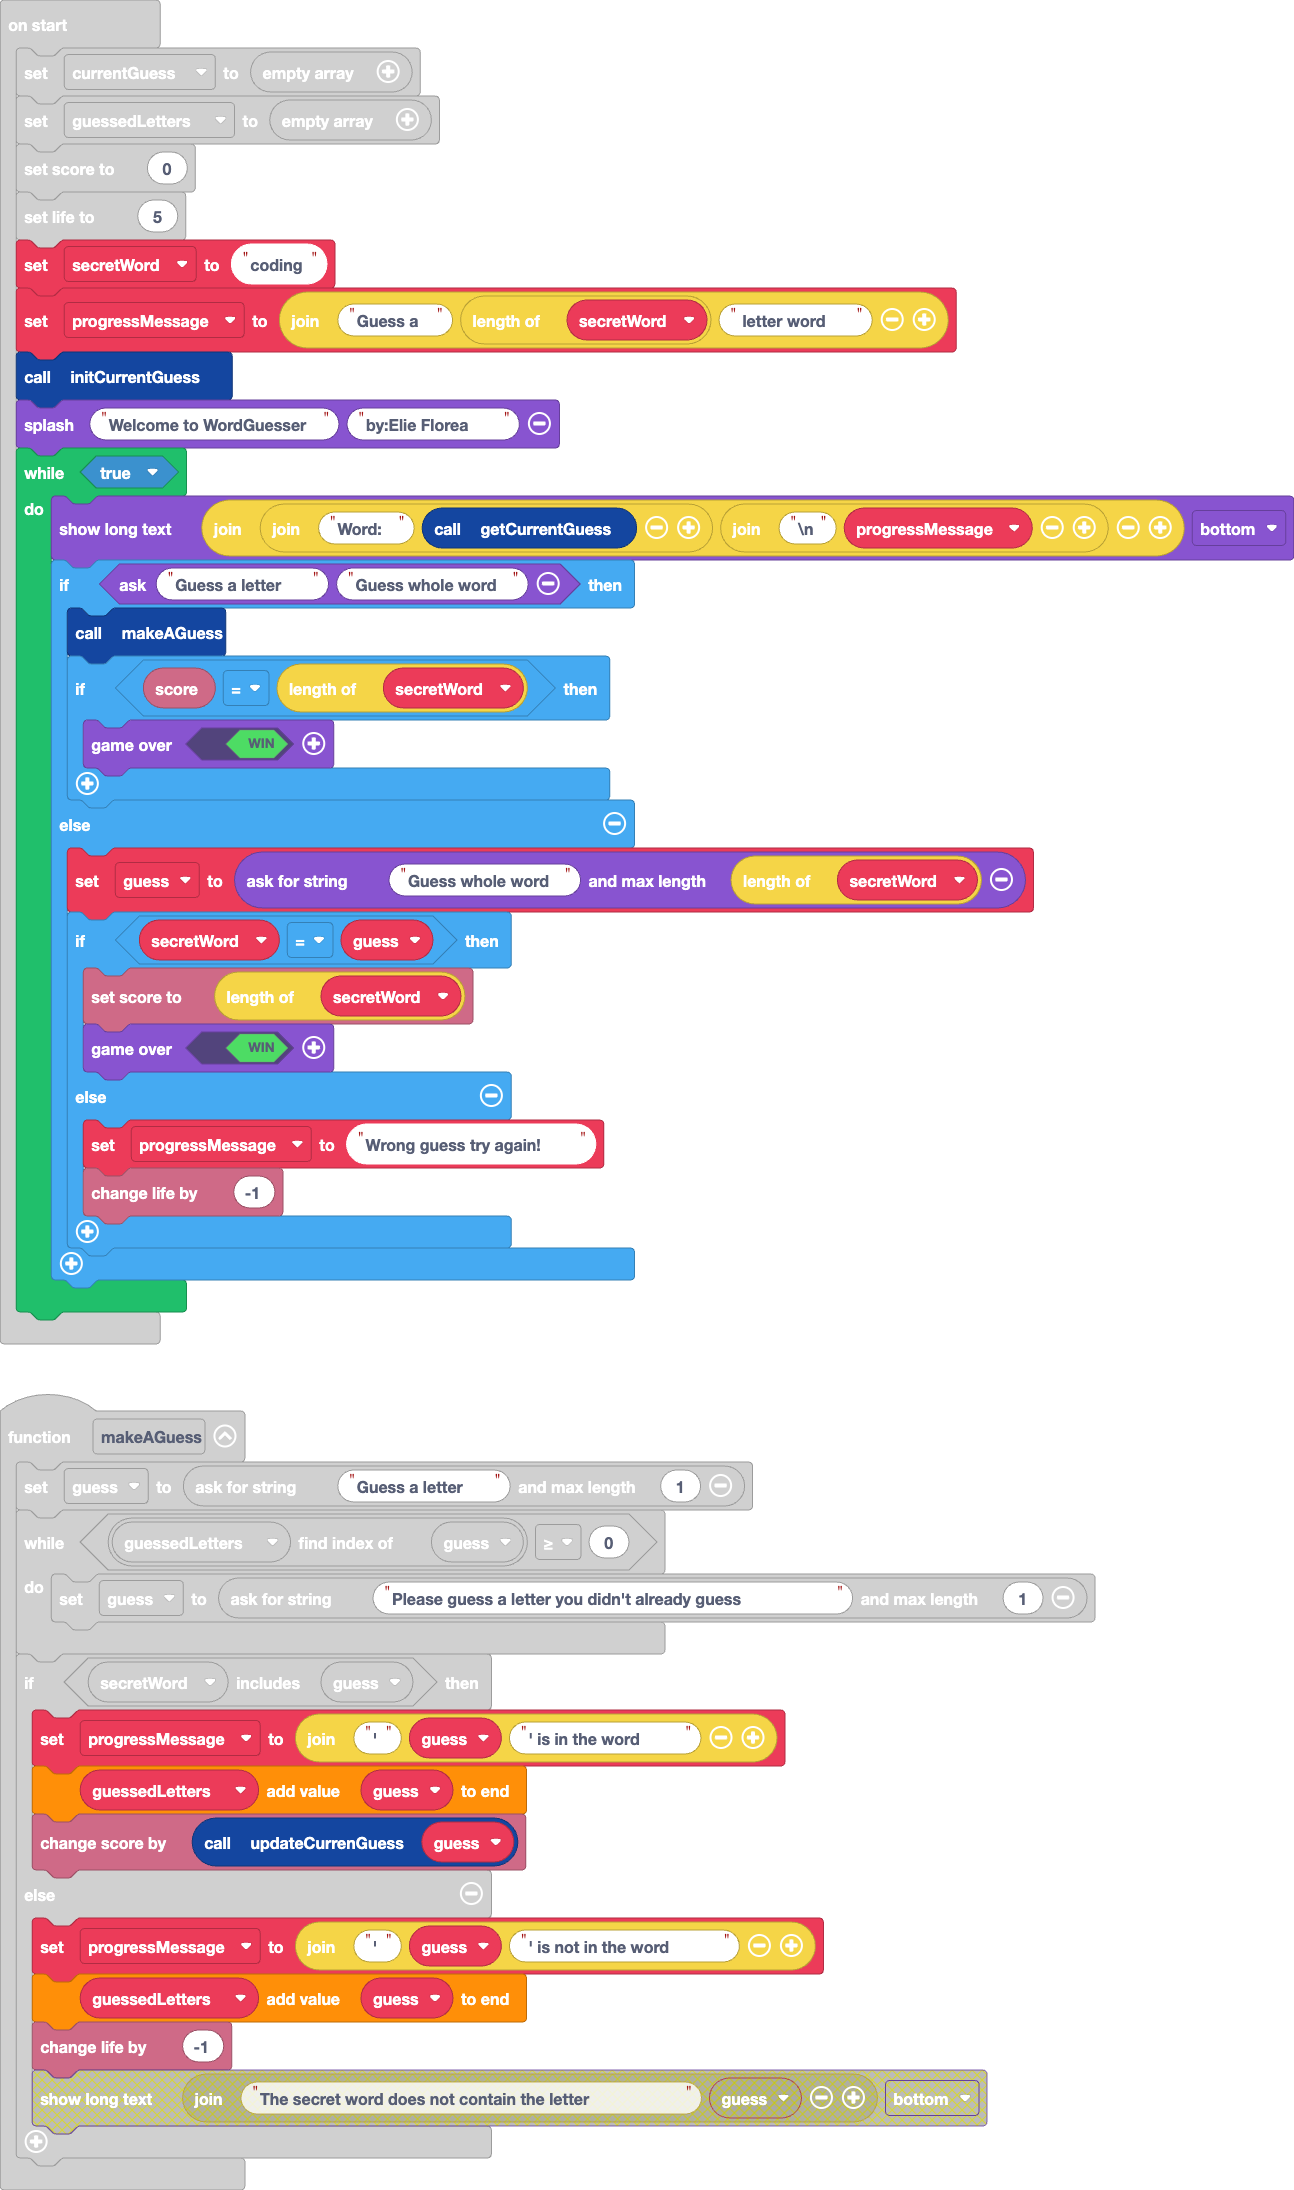 on start
set currentGuess to empty array
set guessedLetters to empty array
set score to 0
set life to 5
set secretWord to "coding"
set progressMessage to join "Guess a " length of secretWord " letter word "
call initCurrentGuess
splash "Welcome to WordGuesser " "by:Elie Florea "
while true
do
show long text join join "Word: " call getCurrentGuess join "\n" progressMessage bottom
if ask "Guess a letter " "Guess whole word " then
call makeAGuess
if score = length of secretWord then
game over WIN
else
set guess to ask for string "Guess whole word " and max length length of secretWord
if secretWord = guess then
set score to length of secretWord
game over WIN
else
set progressMessage to "Wrong guess try again! "
change life by -1
function makeAGuess
set guess to ask for string "Guess a letter " and max length 1
while guessedLetters find index of guess ≥ 0
do set guess to ask for string "Please guess a letter you didn't already guess " and max length 1
if secretWord includes guess then
set progressMessage to join "'" guess "' is in the word "
guessedLetters add value guess to end
change score by call updateCurrenGuess guess
else
set progressMessage to join "'" guess "' is not in the word "
guessedLetters add value guess to end
change life by -1
show long text join "The secret word does not contain the letter " guess bottom